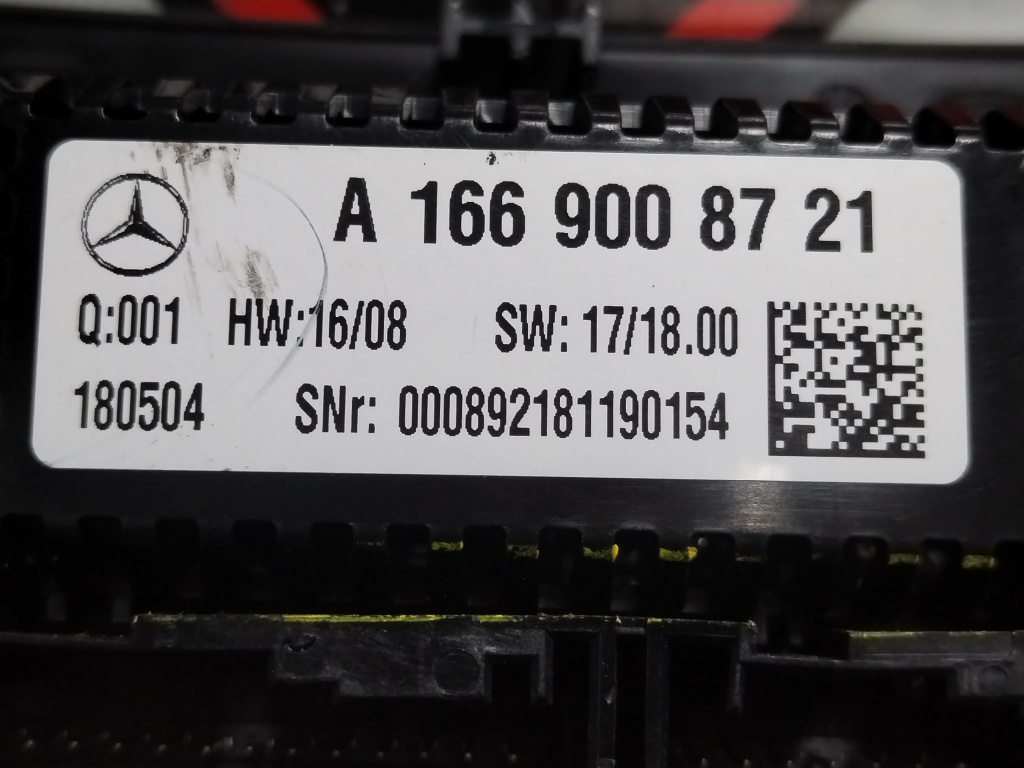 A 166 900 87 21
Q:001 HW:16/08 SW: 17/18.00
180504 SNr: 000892181190154